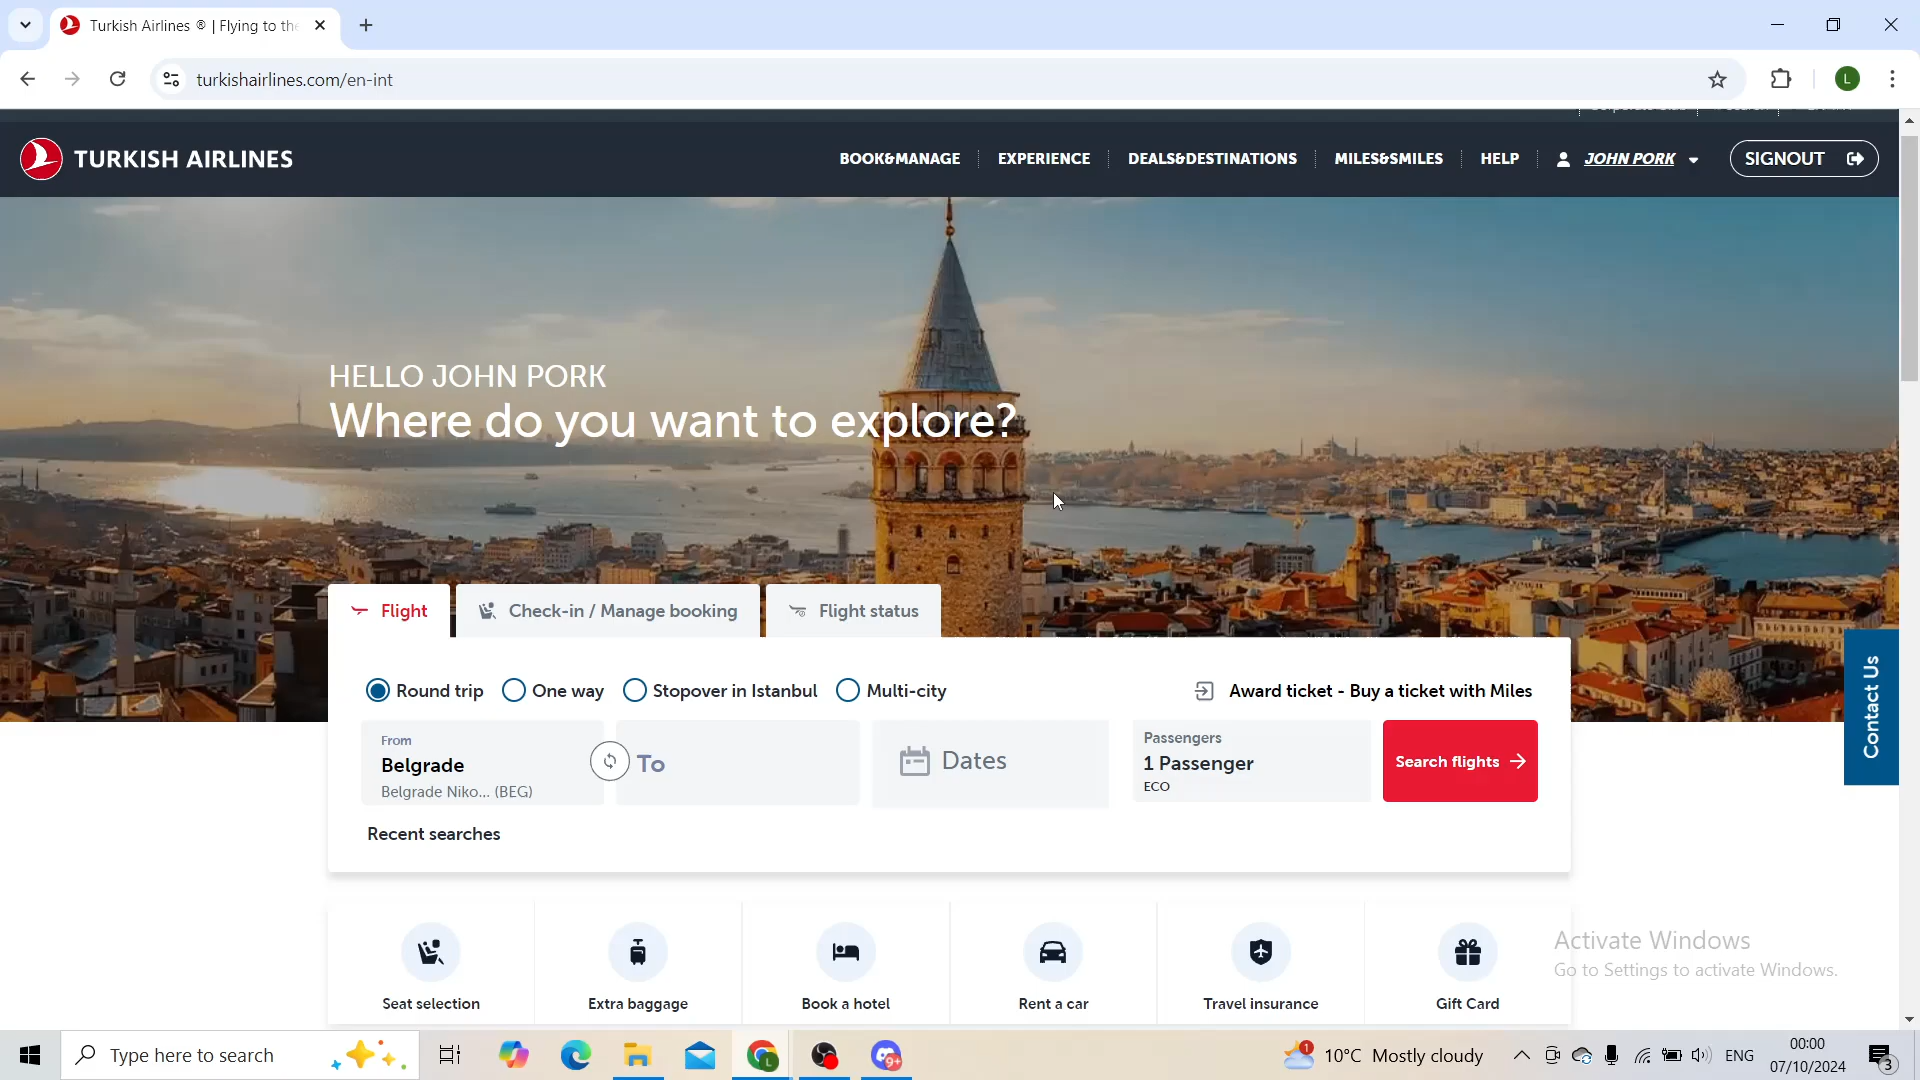 Turkish Airlines ® | Flying to the
turkishairlines.com/en-int
L
TURKISH AIRLINES
BOOK&MANAGE
EXPERIENCE
DEALS&DESTINATIONS
MILES&SMILES
HELP
JOHN PORK
SIGNOUT
HELLO JOHN PORK
Where do you want to explore?
Flight
Check-in / Manage booking
Flight status
Round trip
One way
Stopover in Istanbul
Multi-city
Award ticket - Buy a ticket with Miles
From
Belgrade
Belgrade Niko... (BEG)
To
Dates
Passengers
1 Passenger
ECO
Search flights
Recent searches
Contact Us
Seat selection
Extra baggage
Book a hotel
Rent a car
Travel insurance
Gift Card
Activate Windows
Go to Settings to activate Windows.
Type here to search
L
9+
1
10°C Mostly cloudy
ENG
00:00
07/10/2024
3